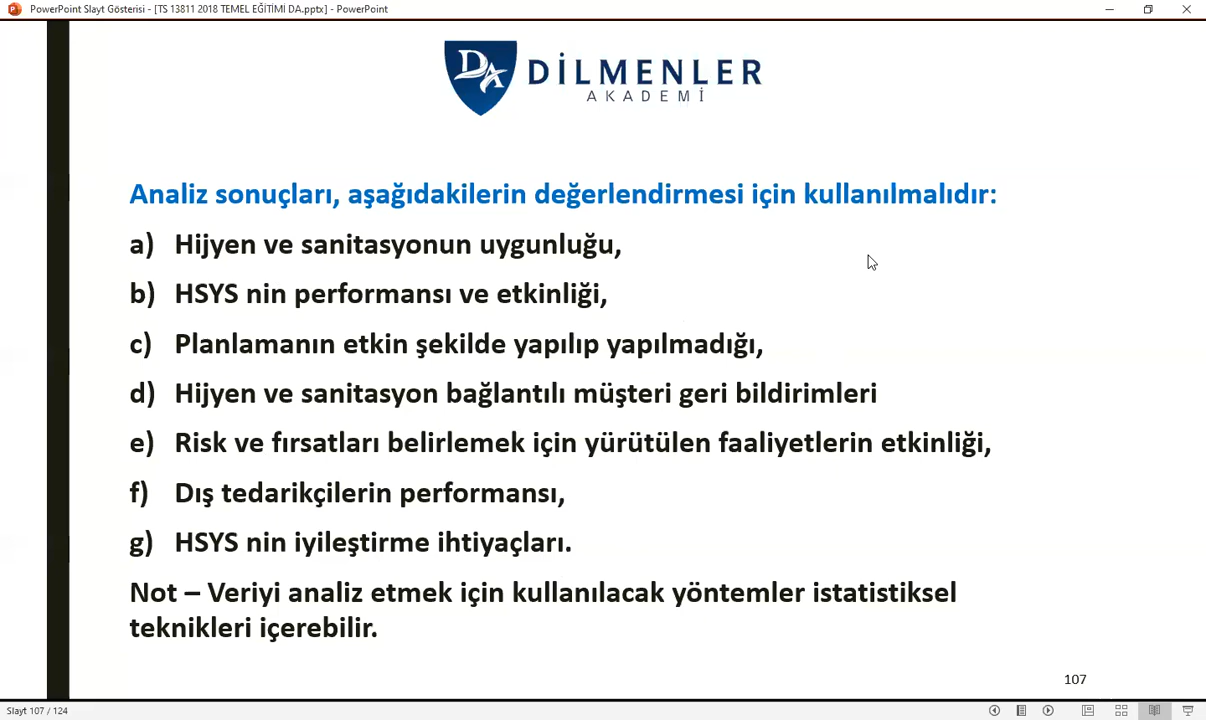 PowerPoint Slayt Gösterisi - [TS 13811 2018 TEMEL EĞİTİMİ DA.pptx] - PowerPoint
DA DİLMENLER
AKADEMİ
Analiz sonuçları, aşağıdakilerin değerlendirmesi için kullanılmalıdır:
a) Hijyen ve sanitasyonun uygunluğu,
b) HSYS nin performansı ve etkinliği,
c) Planlamanın etkin şekilde yapılıp yapılmadığı,
d) Hijyen ve sanitasyon bağlantılı müşteri geri bildirimleri
e) Risk ve fırsatları belirlemek için yürütülen faaliyetlerin etkinliği,
f) Dış tedarikçilerin performansı,
g) HSYS nin iyileştirme ihtiyaçları.
Not – Veriyi analiz etmek için kullanılacak yöntemler istatistiksel
teknikleri içerebilir.
107
Slayt 107 / 124